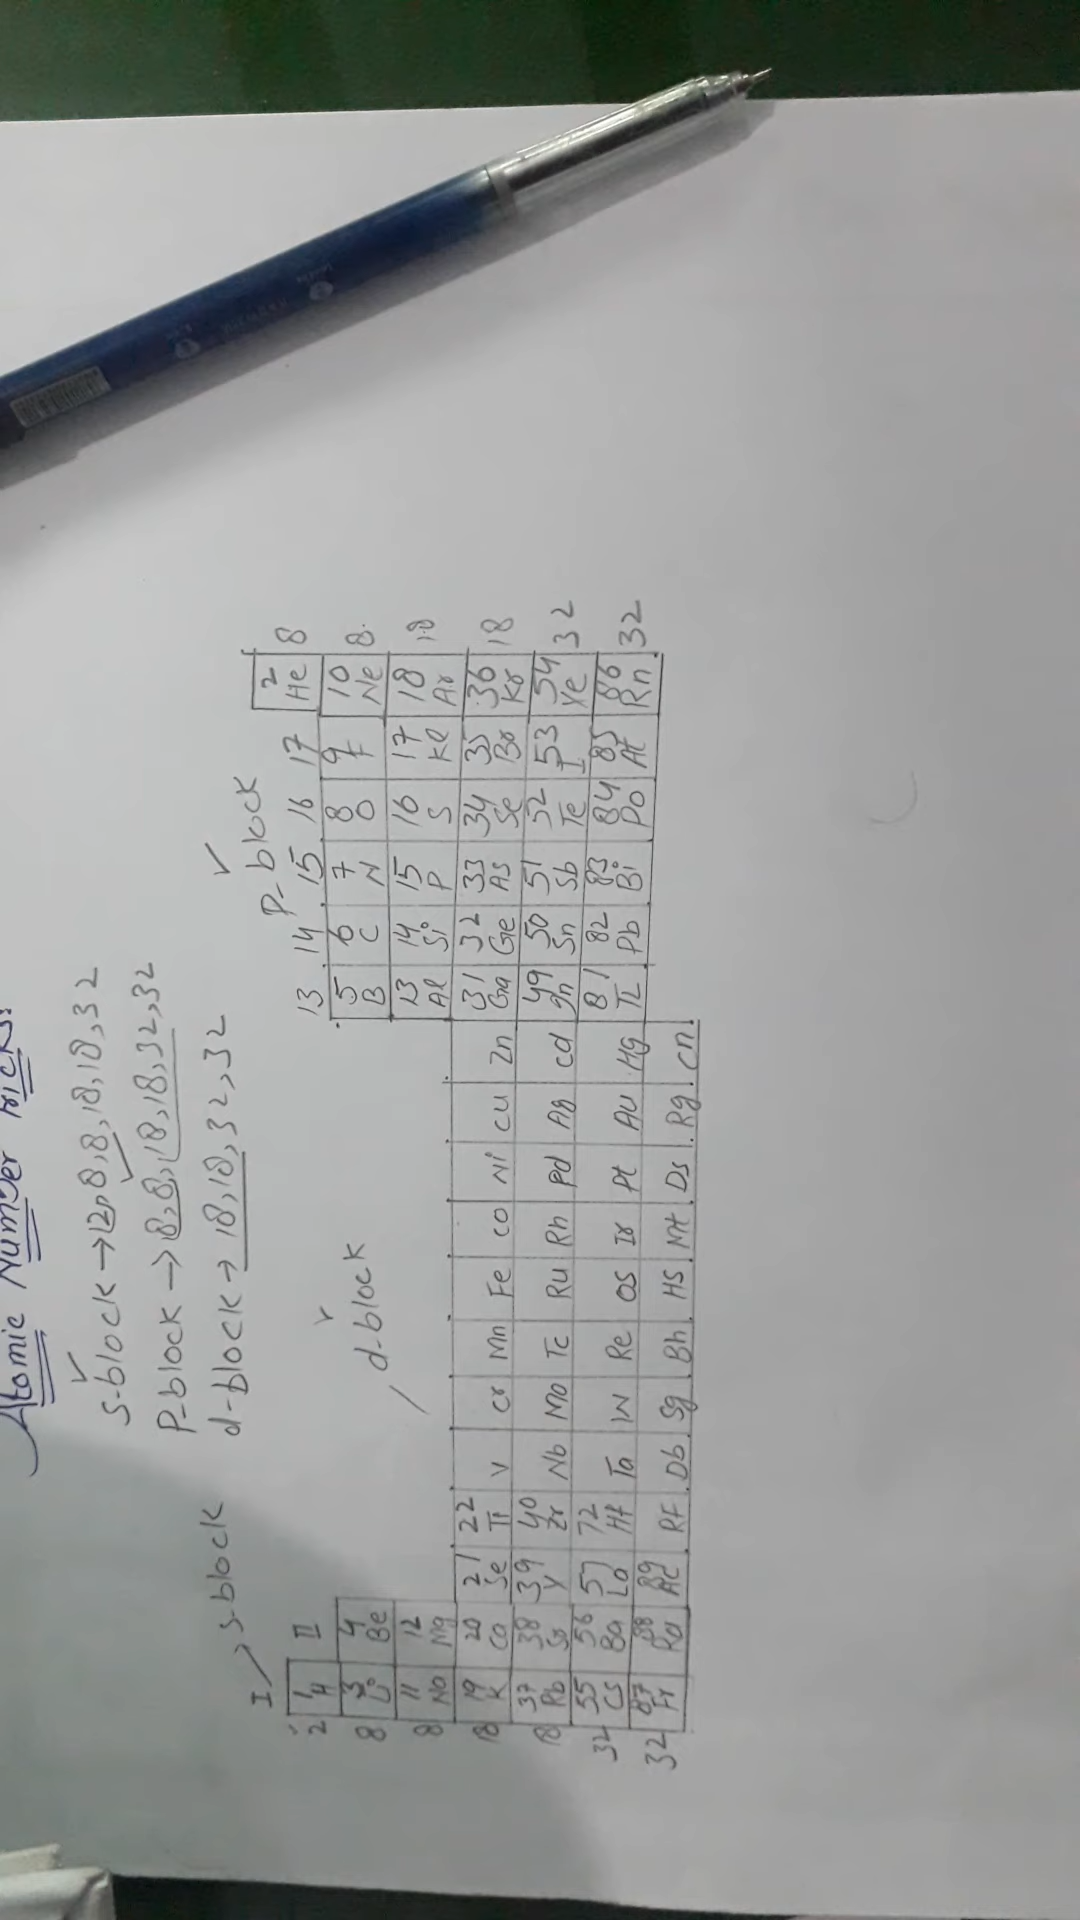 Atomic Number tricks:
s-block → 2, 8, 8, 18, 18, 32
P-block → 8, 8, 18, 18, 32, 32
d-block → 18, 18, 32, 32
I → s-block
P-block
II
13 14 15 16 17
2 1 2
H He 8
d-block
8 3 4 5 6 7 8 9 10
Li Be B C N O F Ne 8
8 11 12 13 14 15 16 17 18
Na Mg Al Si P S Kl Ar 18
18 19 20 21 22 31 32 33 34 35 36
K Ca Se Ti V Cr Mn Fe CO Ni CU Zn Ga Ge AS Se Br Kr 18
18 37 38 39 40 49 50 51 52 53 54
Rb Sr Y Zr Nb Mo Tc RU Rh Pd Ag Cd In Sn Sb Te I Xe 32
32 55 56 57 72 81 82 83 84 85 86
CS Ba La Hf Ta W Re OS Ir Pt AU Hg TL Pb Bi PO At Rn 32
32 87 88 89
Fr Ra AC Rf Db Sg Bh HS Mt DS Rg cn